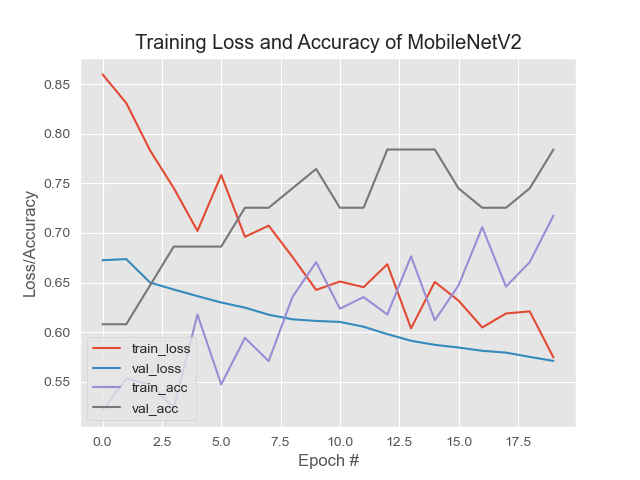 Training Loss and Accuracy of MobileNetV2
0.85
0.80
0.75
0.70
0.65
0.60
0.55
Loss/Accuracy
train_loss
val_loss
train_acc
val_acc
0.0 2.5 5.0 7.5 10.0 12.5 15.0 17.5
Epoch #